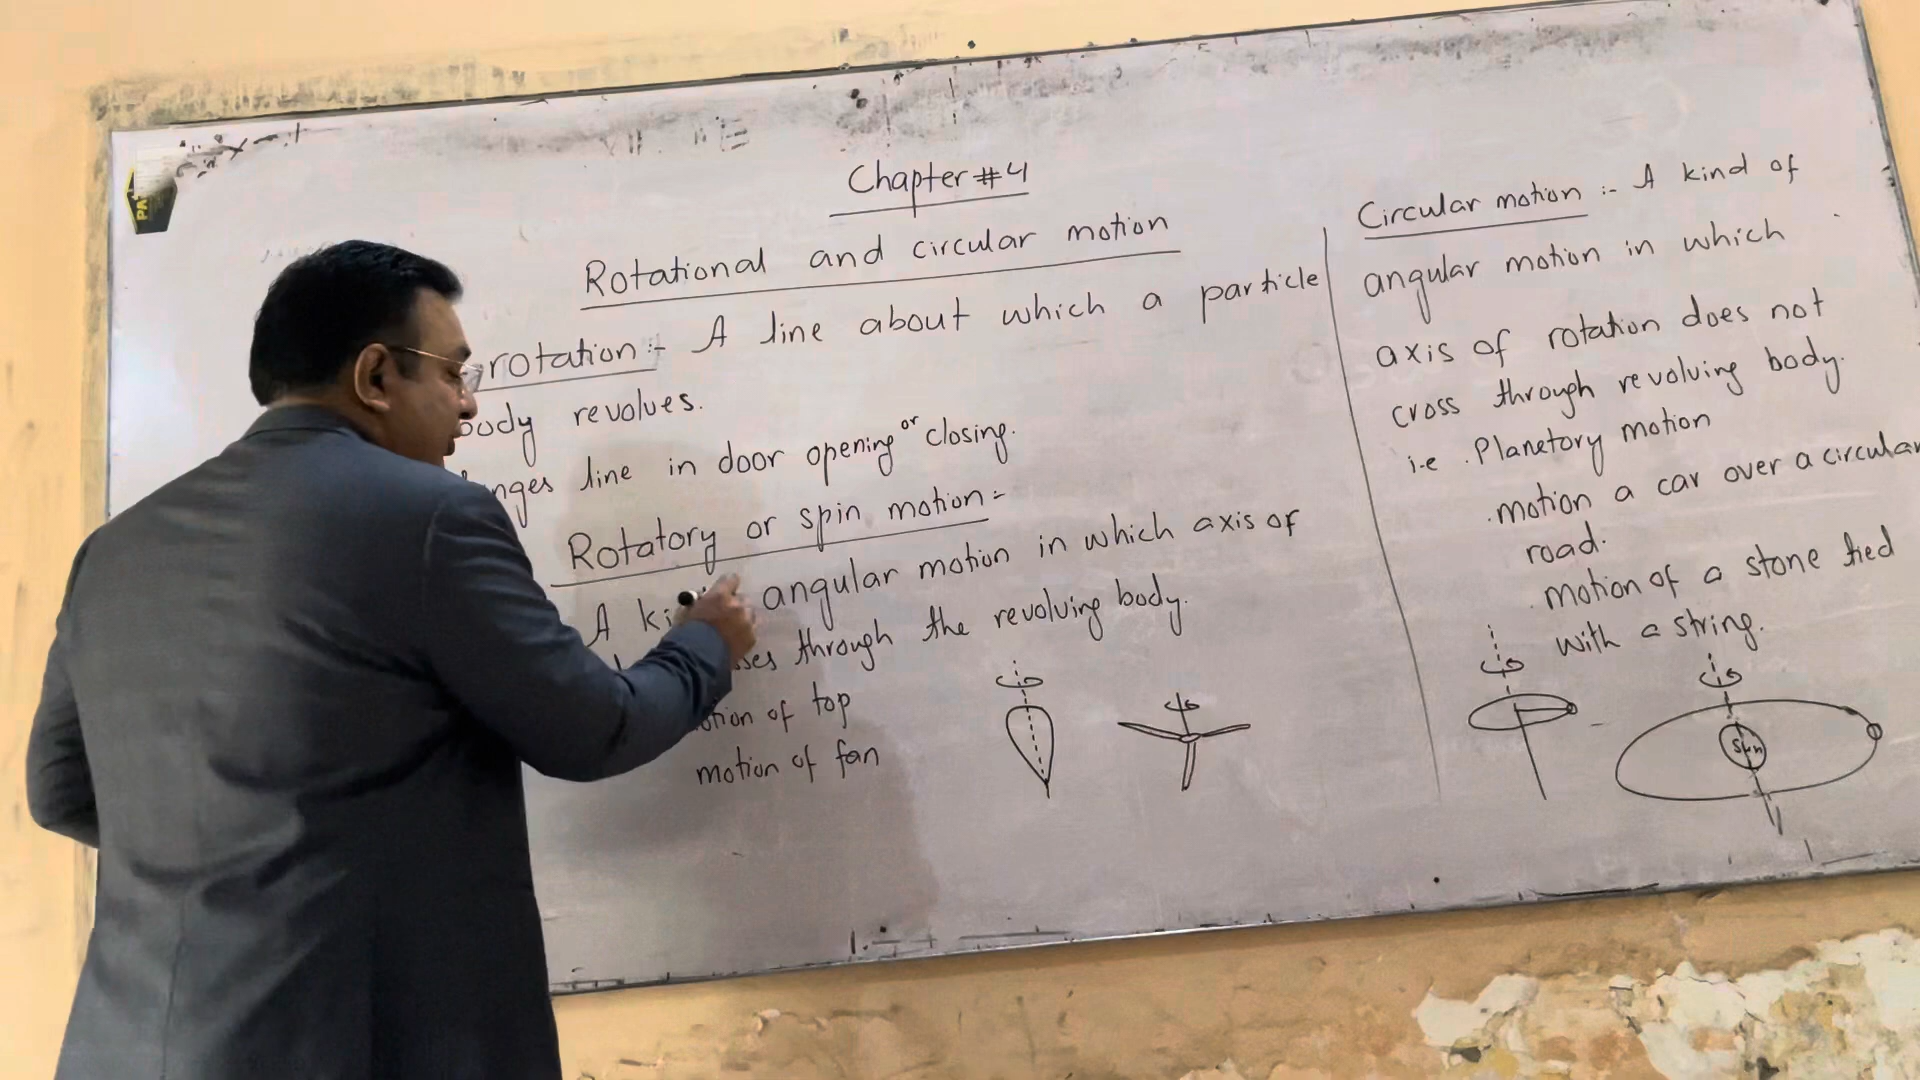 Chapter #4
Rotational and circular motion
rotation :- A line about which a particle
body revolves.
line in door opening or closing.
Rotatory or spin motion :-
A angular motion in which axis of
through the revolving body.
of top
motion of fan
Circular motion :- A kind of
angular motion in which
axis of rotation does not
cross through revolving body.
i.e . Planetory motion
. motion a car over a circular
road.
. motion of a stone tied
with a string.
Sun